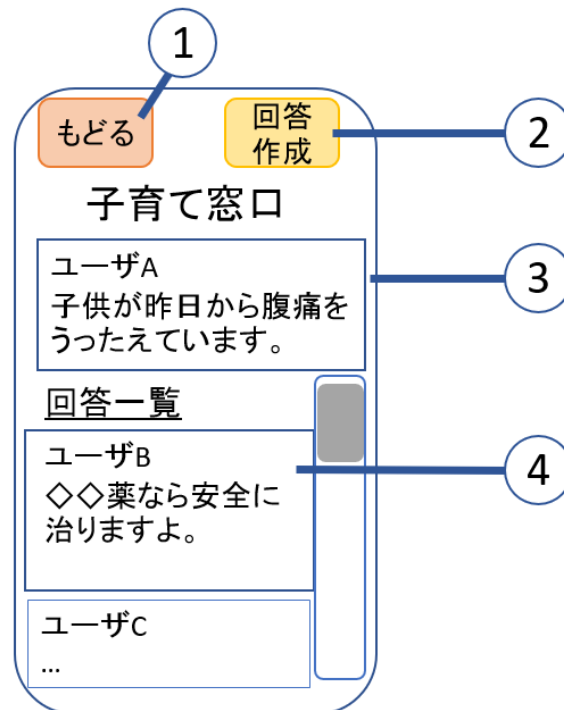 1
もどる
回答
作成
2
子育て窓口
ユーザA
子供が昨日から腹痛を
うったえています。
3
回答一覧
ユーザB
◇◇薬なら安全に
治りますよ。
4
ユーザC
...